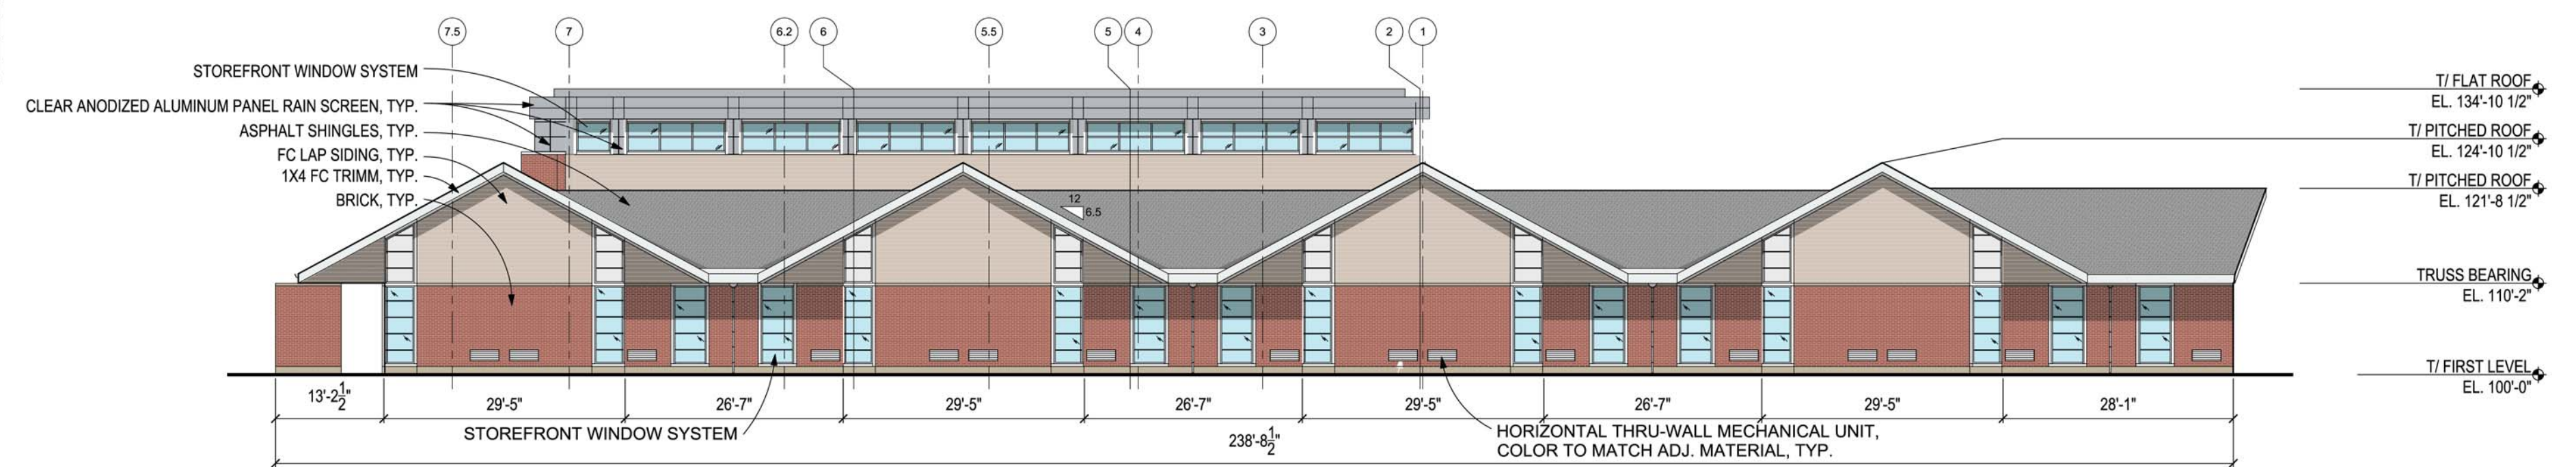 7.5
7
6.2
6
5.5
5
4
3
2
1
STOREFRONT WINDOW SYSTEM
CLEAR ANODIZED ALUMINUM PANEL RAIN SCREEN, TYP.
ASPHALT SHINGLES, TYP.
FC LAP SIDING, TYP.
1X4 FC TRIMM, TYP.
BRICK, TYP.
12
6.5
T/ FLAT ROOF
EL. 134'-10 1/2"
T/ PITCHED ROOF
EL. 124'-10 1/2"
T/ PITCHED ROOF
EL. 121'-8 1/2"
TRUSS BEARING
EL. 110'-2"
T/ FIRST LEVEL
EL. 100'-0"
13'-2 1/2"
29'-5"
26'-7"
29'-5"
26'-7"
29'-5"
26'-7"
29'-5"
28'-1"
STOREFRONT WINDOW SYSTEM
238'-8 1/2"
HORIZONTAL THRU-WALL MECHANICAL UNIT,
COLOR TO MATCH ADJ. MATERIAL, TYP.